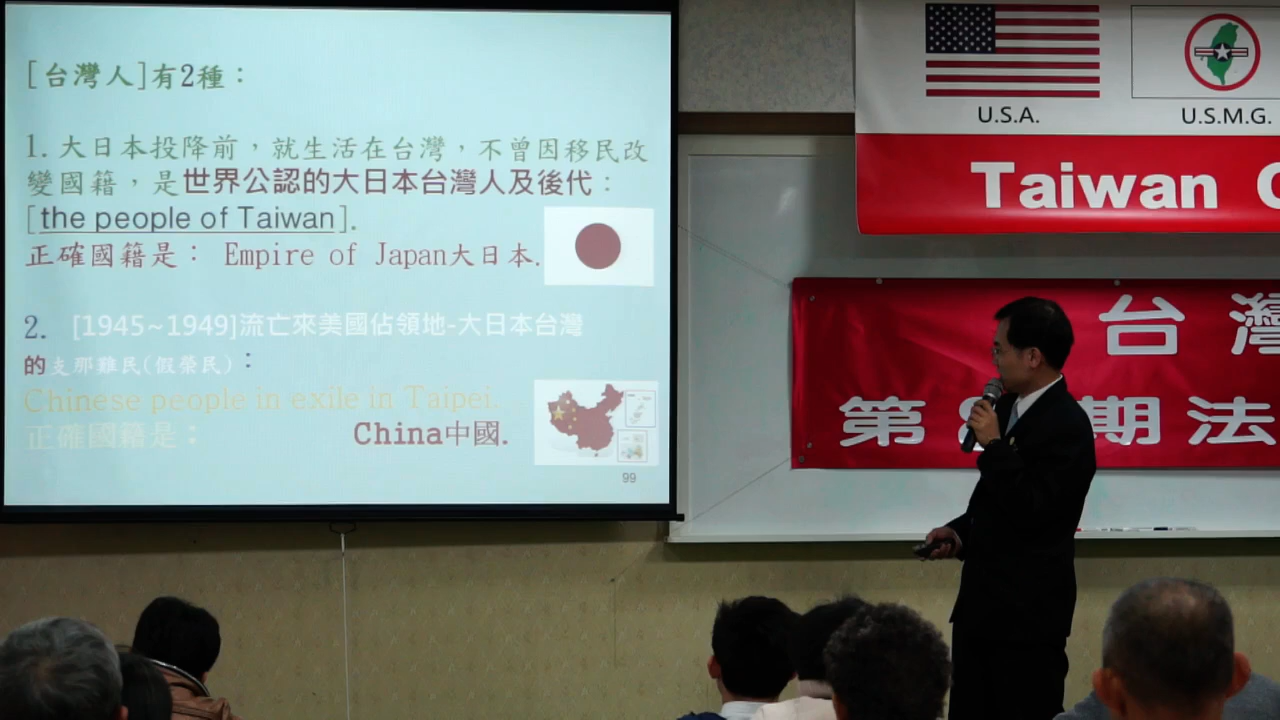 [台灣人]有2種：
1. 大日本投降前，就生活在台灣，不曾因移民改
變國籍，是世界公認的大日本台灣人及後代：
[the people of Taiwan].
正確國籍是： Empire of Japan大日本.
2. [1945~1949]流亡來美國佔領地-大日本台灣
的支那難民(假榮民)：
Chinese people in exile in Taipei.
正確國籍是： China中國.
99
U.S.A.
U.S.M.G.
Taiwan
台灣
第 期法